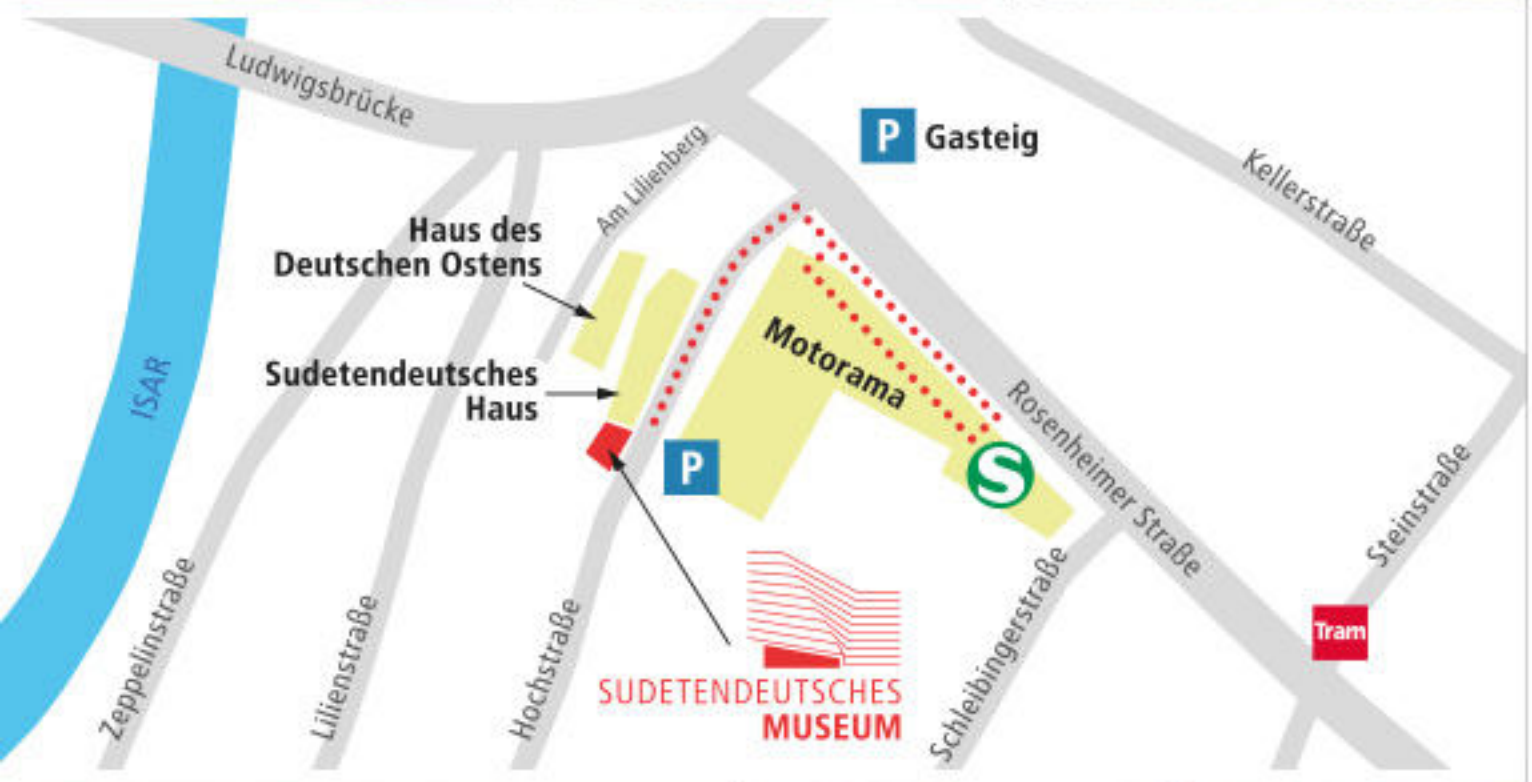 Ludwigsbrücke
P Gasteig
Kellerstraße
Am Lilienberg
Haus des
Deutschen Ostens
Motorama
ISAR
Sudetendeutsches
Haus
Rosenheimer Straße
P
S
Steinstraße
Zeppelinstraße
Lilienstraße
Hochstraße
Schleibingerstraße
Tram
SUDETENDEUTSCHES
MUSEUM